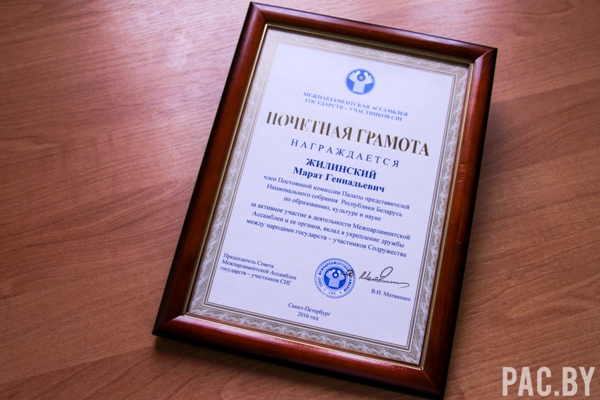 МЕЖПАРЛАМЕНТСКАЯ АССАМБЛЕЯ
ГОСУДАРСТВ – УЧАСТНИКОВ СНГ
ПОЧЕТНАЯ ГРАМОТА
НАГРАЖДАЕТСЯ
ЖИЛИНСКИЙ
Марат Геннадьевич
член Постоянной комиссии Палаты представителей
Национального собрания Республики Беларусь
по образованию, культуре и науке
за активное участие в деятельности Межпарламентской
Ассамблеи и ее органов, вклад в укрепление дружбы
между народами государств – участников Содружества
Председатель Совета
Межпарламентской Ассамблеи
государств – участников СНГ
В.И. Матвиенко
Санкт-Петербург
2016 год
PAC.BY